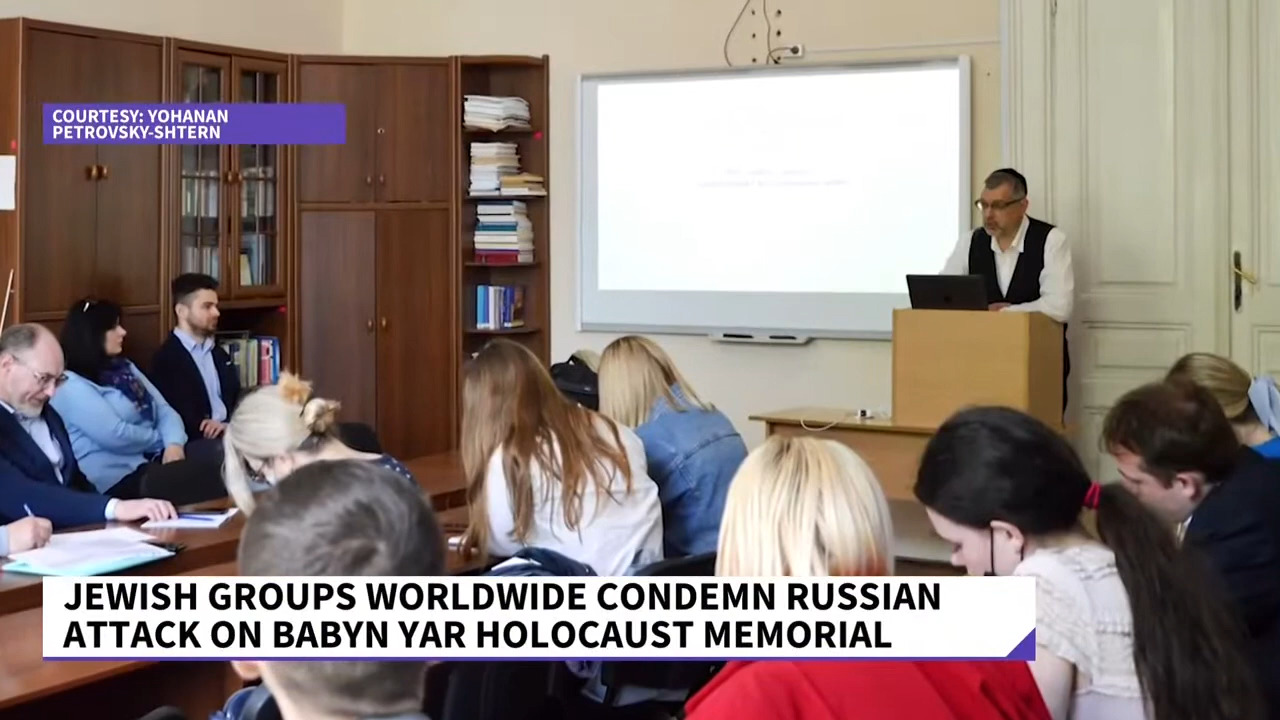 COURTESY: YOHANAN
PETROVSKY-SHTERN
JEWISH GROUPS WORLDWIDE CONDEMN RUSSIAN
ATTACK ON BABYN YAR HOLOCAUST MEMORIAL